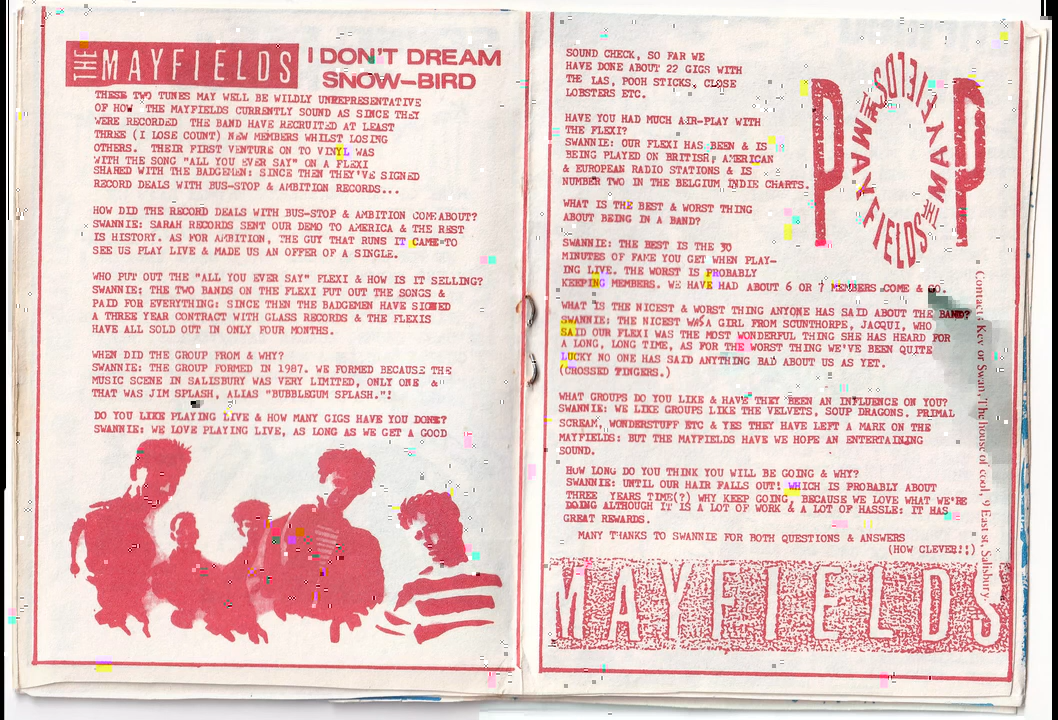 THE MAYFIELDS
I DON'T DREAM
SNOW-BIRD
THESE TWO TUNES MAY WELL BE WILDLY UNREPRESENTATIVE
OF HOW THE MAYFIELDS CURRENTLY SOUND AS SINCE THEY
WERE RECORDED THE BAND HAVE RECRUITED AT LEAST
THREE (I LOSE COUNT) NEW MEMBERS WHILST LOSING
OTHERS. THEIR FIRST VENTURE ON TO VINYL WAS
WITH THE SONG "ALL YOU EVER SAY" ON A FLEXI
SHARED WITH THE BADGEMEN: SINCE THEN THEY'VE SIGNED
RECORD DEALS WITH BUS-STOP & AMBITION RECORDS...
HOW DID THE RECORD DEALS WITH BUS-STOP & AMBITION COME ABOUT?
SWANNIE: SARAH RECORDS SENT OUR DEMO TO AMERICA & THE REST
IS HISTORY. AS FOR AMBITION, THE GUY THAT RUNS IT CAME TO
SEE US PLAY LIVE & MADE US AN OFFER OF A SINGLE.
WHO PUT OUT THE "ALL YOU EVER SAY" FLEXI & HOW IS IT SELLING?
SWANNIE: THE TWO BANDS ON THE FLEXI PUT OUT THE SONGS &
PAID FOR EVERYTHING: SINCE THEN THE BADGEMEN HAVE SIGNED
A THREE YEAR CONTRACT WITH GLASS RECORDS & THE FLEXIS
HAVE ALL SOLD OUT IN ONLY FOUR MONTHS.
WHEN DID THE GROUP FROM & WHY?
SWANNIE: THE GROUP FORMED IN 1987. WE FORMED BECAUSE THE
MUSIC SCENE IN SALISBURY WAS VERY LIMITED, ONLY ONE &
THAT WAS JIM SPLASH, ALIAS "BUBBLEGUM SPLASH."!
DO YOU LIKE PLAYING LIVE & HOW MANY GIGS HAVE YOU DONE?
SWANNIE: WE LOVE PLAYING LIVE, AS LONG AS WE GET A GOOD
SOUND CHECK, SO FAR WE
HAVE DONE ABOUT 22 GIGS WITH
THE LAS, POOH STICKS, CLOSE
LOBSTERS ETC.
HAVE YOU HAD MUCH AIR-PLAY WITH
THE FLEXI?
SWANNIE: OUR FLEXI HAS BEEN & IS
BEING PLAYED ON BRITISH, AMERICAN
& EUROPEAN RADIO STATIONS & IS
NUMBER TWO IN THE BELGIUM INDIE CHARTS.
WHAT IS THE BEST & WORST THING
ABOUT BEING IN A BAND?
SWANNIE: THE BEST IS THE 30
MINUTES OF FAME YOU GET WHEN PLAY-
ING LIVE. THE WORST IS PROBABLY
KEEPING MEMBERS. WE HAVE HAD ABOUT 6 OR 7 MEMBERS COME & GO.
WHAT IS THE NICEST & WORST THING ANYONE HAS SAID ABOUT THE BAND?
SWANNIE: THE NICEST WAS A GIRL FROM SCUNTHORPE, JACQUI, WHO
SAID OUR FLEXI WAS THE MOST WONDERFUL THING SHE HAS HEARD FOR
A LONG, LONG TIME, AS FOR THE WORST THING WE'VE BEEN QUITE
LUCKY NO ONE HAS SAID ANYTHING BAD ABOUT US AS YET.
(CROSSED FINGERS.)
WHAT GROUPS DO YOU LIKE & HAVE THEY BEEN AN INFLUENCE ON YOU?
SWANNIE: WE LIKE GROUPS LIKE THE VELVETS, SOUP DRAGONS. PRIMAL
SCREAM, WONDERSTUFF ETC & YES THEY HAVE LEFT A MARK ON THE
MAYFIELDS: BUT THE MAYFIELDS HAVE WE HOPE AN ENTERTAINING
SOUND.
HOW LONG DO YOU THINK YOU WILL BE GOING & WHY?
SWANNIE: UNTIL OUR HAIR FALLS OUT! WHICH IS PROBABLY ABOUT
THREE YEARS TIME(?) WHY KEEP GOING BECAUSE WE LOVE WHAT WE'RE
DOING ALTHOUGH IT IS A LOT OF WORK & A LOT OF HASSLE: IT HAS
GREAT REWARDS.
MANY THANKS TO SWANNIE FOR BOTH QUESTIONS & ANSWERS
(HOW CLEVER!!)
POP
THE MAYFIELDS THE MAYFIELDS
Contact: Kev or Swan, The house of cool, 9 East st, Salisbury
MAYFIELDS